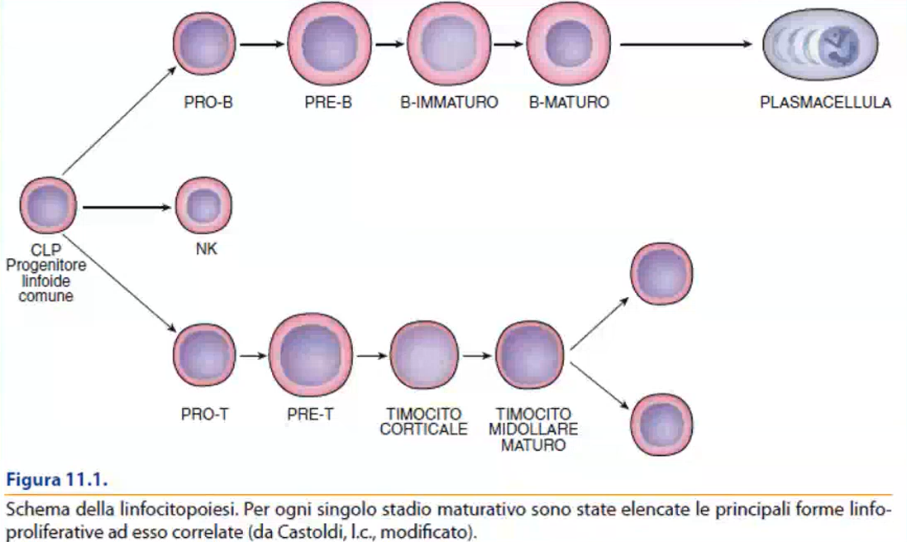 PRO-B
PRE-B
B-IMMATURO
B-MATURO
PLASMACELLULA
CLP
Progenitore
linfoide
comune
NK
PRO-T
PRE-T
TIMOCITO
CORTICALE
TIMOCITO
MIDOLLARE
MATURO
Figura 11.1.
Schema della linfocitopoiesi. Per ogni singolo stadio maturativo sono state elencate le principali forme linfo-
proliferative ad esso correlate (da Castoldi, l.c., modificato).